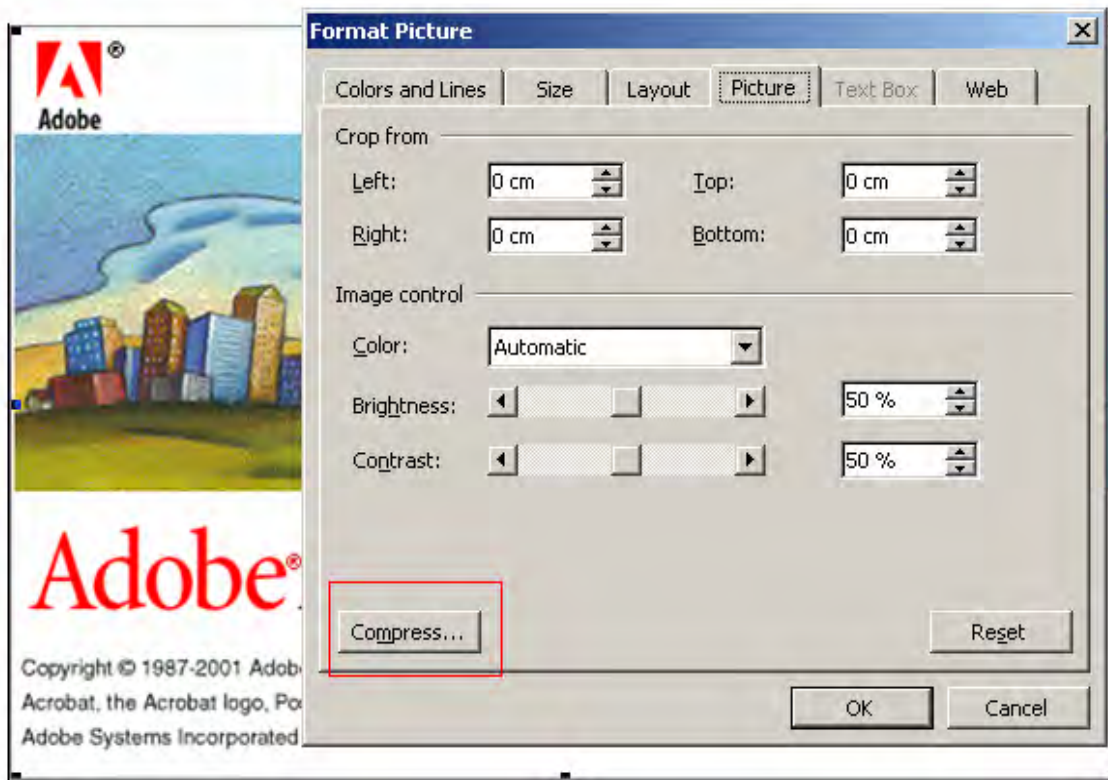 ®
Adobe
Adobe®
Copyright © 1987-2001 Adob
Acrobat, the Acrobat logo, Po
Adobe Systems Incorporated
Format Picture
Colors and Lines Size Layout Picture Text Box Web
Crop from
Left: 0 cm Top: 0 cm
Right: 0 cm Bottom: 0 cm
Image control
Color: Automatic
Brightness: 50 %
Contrast: 50 %
Compress... Reset
OK Cancel